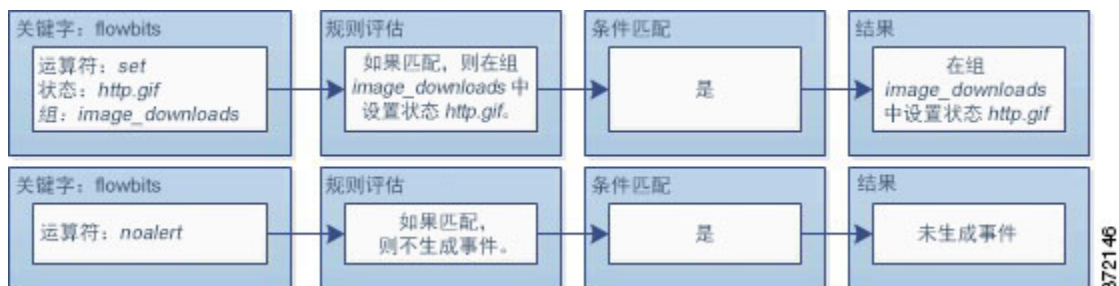 关键字：flowbits
运算符：set
状态：http.gif
组：image_downloads
规则评估
如果匹配，则在组
image_downloads 中
设置状态 http.gif。
条件匹配
是
结果
在组
image_downloads
中设置状态 http.gif
关键字：flowbits
运算符：noalert
规则评估
如果匹配，
则不生成事件。
条件匹配
是
结果
未生成事件
372146